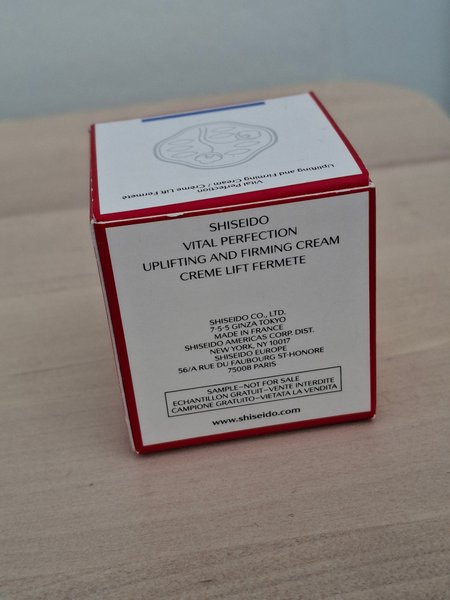 Vital Perfection
Uplifting and Firming Cream / Crème Lift Fermeté
SHISEIDO
VITAL PERFECTION
UPLIFTING AND FIRMING CREAM
CREME LIFT FERMETE
SHISEIDO CO., LTD.
7-5-5 GINZA TOKYO
MADE IN FRANCE
SHISEIDO AMERICAS CORP. DIST.
NEW YORK, NY 10017
SHISEIDO EUROPE
56/A RUE DU FAUBOURG ST-HONORE
75008 PARIS
SAMPLE-NOT FOR SALE
ECHANTILLON GRATUIT-VENTE INTERDITE
CAMPIONE GRATUITO-VIETATA LA VENDITA
www.shiseido.com